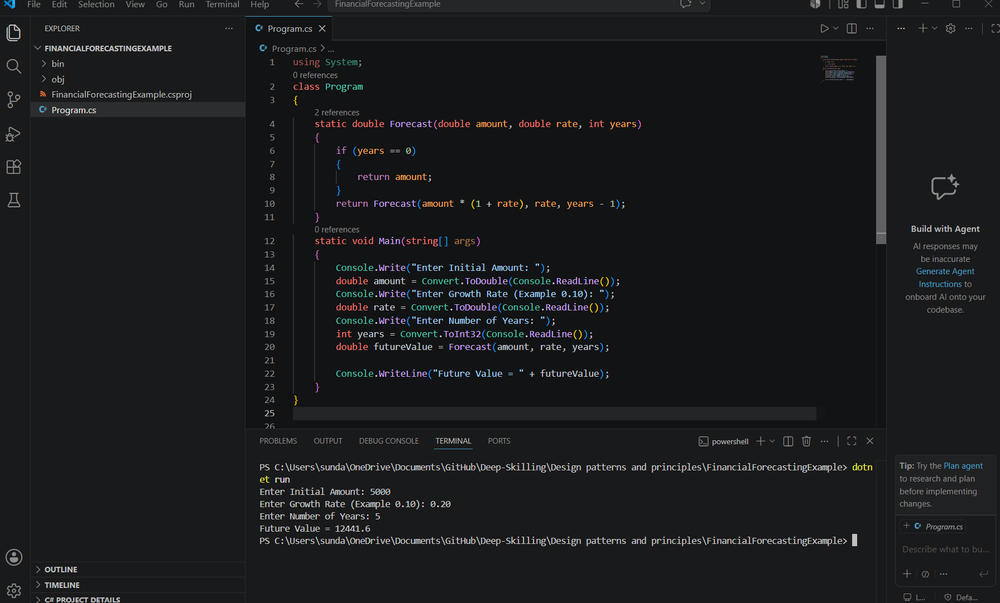 File Edit Selection View Go Run Terminal Help
FinancialForecastingExample
EXPLORER
FINANCIALFORECASTINGEXAMPLE
bin
obj
FinancialForecastingExample.csproj
Program.cs
OUTLINE
TIMELINE
C# PROJECT DETAILS
Program.cs
Program.cs > ...
1 using System;
0 references
2 class Program
3 {
2 references
4 static double Forecast(double amount, double rate, int years)
5 {
6 if (years == 0)
7 {
8 return amount;
9 }
10 return Forecast(amount * (1 + rate), rate, years - 1);
11 }
0 references
12 static void Main(string[] args)
13 {
14 Console.Write("Enter Initial Amount: ");
15 double amount = Convert.ToDouble(Console.ReadLine());
16 Console.Write("Enter Growth Rate (Example 0.10): ");
17 double rate = Convert.ToDouble(Console.ReadLine());
18 Console.Write("Enter Number of Years: ");
19 int years = Convert.ToInt32(Console.ReadLine());
20 double futureValue = Forecast(amount, rate, years);
21
22 Console.WriteLine("Future Value = " + futureValue);
23 }
24 }
25
26
PROBLEMS OUTPUT DEBUG CONSOLE TERMINAL PORTS
powershell
PS C:\Users\sunda\OneDrive\Documents\GitHub\Deep-Skilling\Design patterns and principles\FinancialForecastingExample> dotn
et run
Enter Initial Amount: 5000
Enter Growth Rate (Example 0.10): 0.20
Enter Number of Years: 5
Future Value = 12441.6
PS C:\Users\sunda\OneDrive\Documents\GitHub\Deep-Skilling\Design patterns and principles\FinancialForecastingExample>
Build with Agent
AI responses may
be inaccurate
Generate Agent
Instructions to
onboard AI onto your
codebase.
Tip: Try the Plan agent
to research and plan
before implementing
changes.
Program.cs
Describe what to bu...
L... Defa...